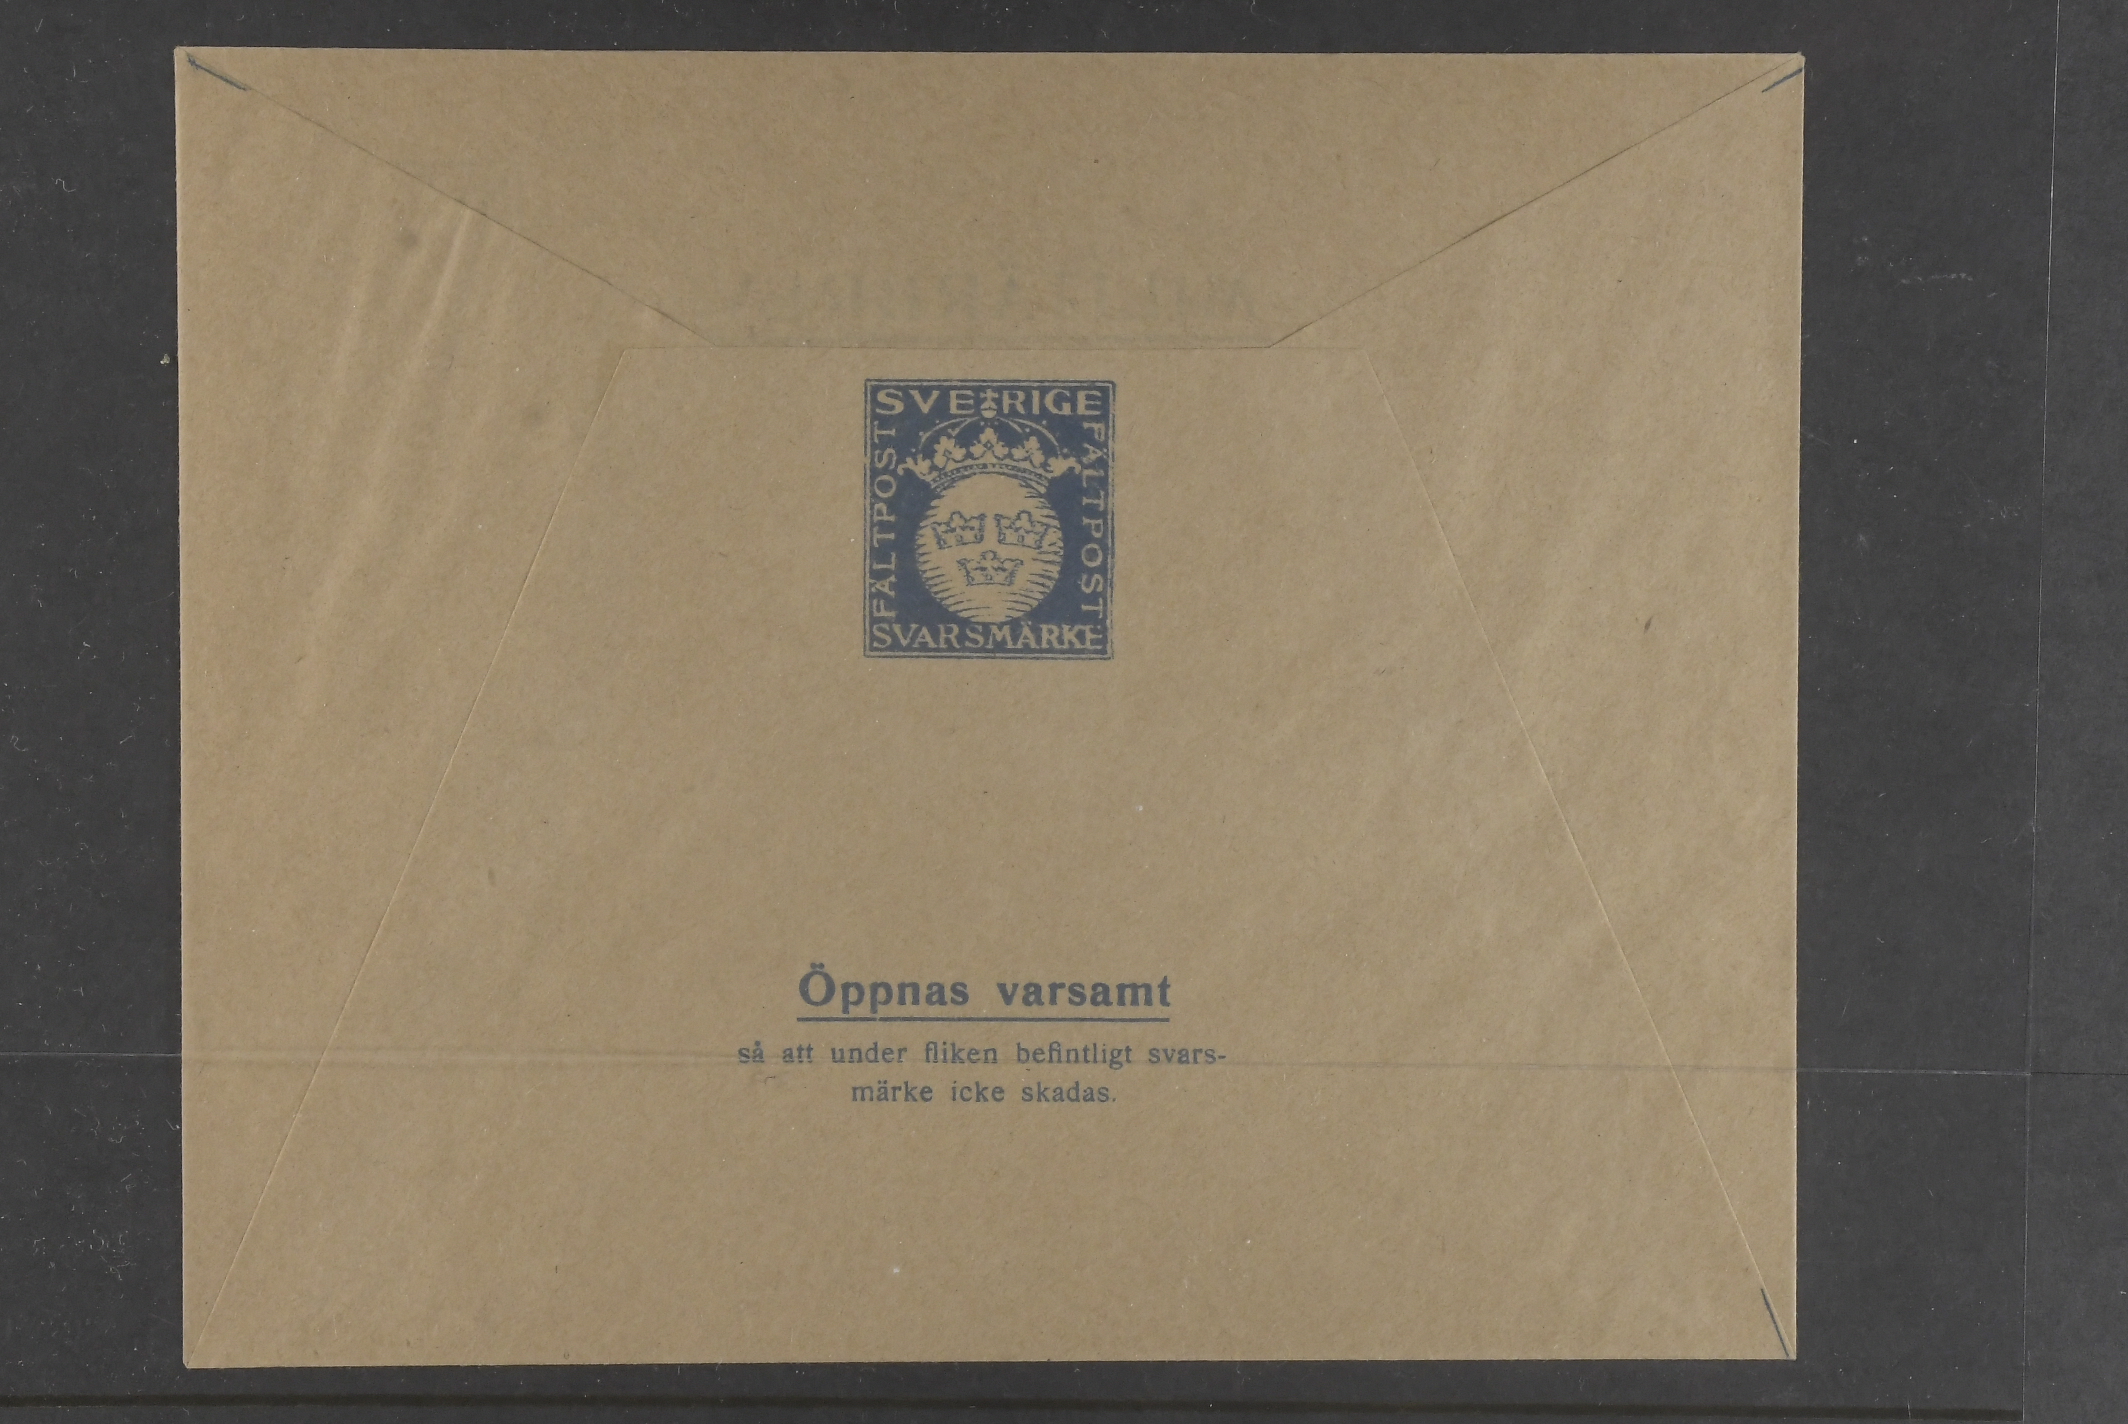 SVERIGE
FÄLTPOST
FÄLTPOST
SVARSMÄRKE
Öppnas varsamt
så att under fliken befintligt svars-
märke icke skadas.